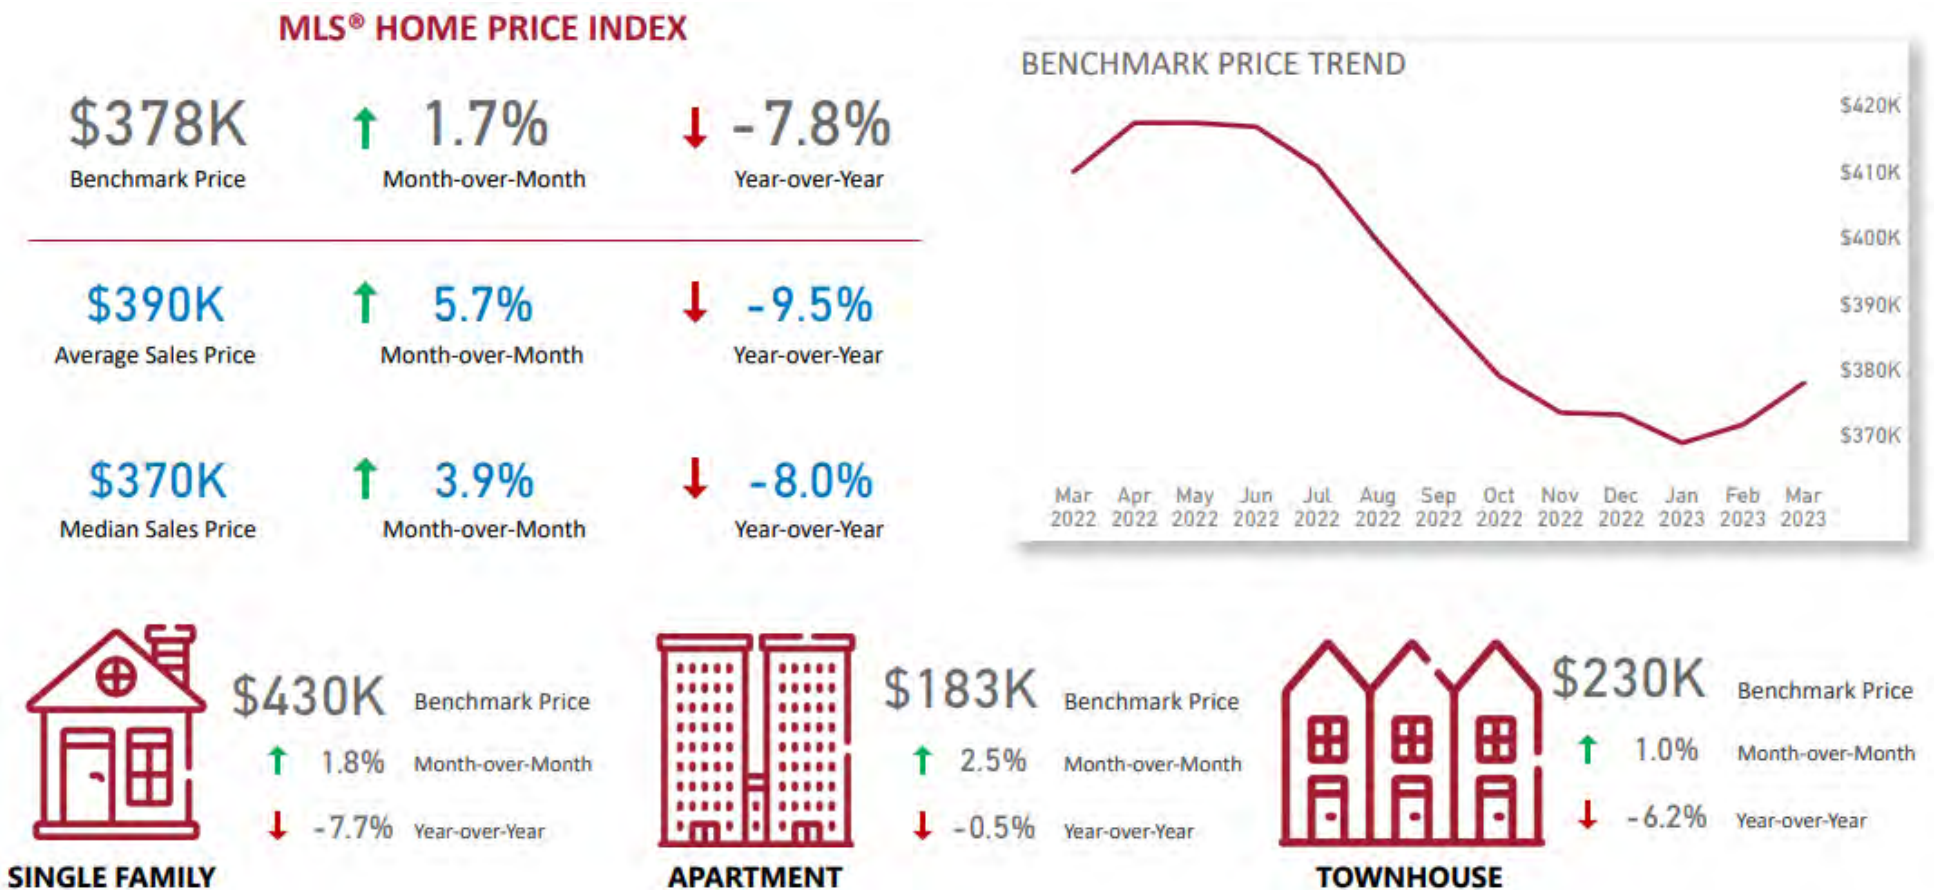 MLS® HOME PRICE INDEX
$378K
Benchmark Price
1.7%
Month-over-Month
-7.8%
Year-over-Year
$390K
Average Sales Price
5.7%
Month-over-Month
-9.5%
Year-over-Year
$370K
Median Sales Price
3.9%
Month-over-Month
-8.0%
Year-over-Year
BENCHMARK PRICE TREND
$420K
$410K
$400K
$390K
$380K
$370K
Mar Apr May Jun Jul Aug Sep Oct Nov Dec Jan Feb Mar
2022 2022 2022 2022 2022 2022 2022 2022 2022 2022 2023 2023 2023
$430K Benchmark Price
1.8% Month-over-Month
-7.7% Year-over-Year
SINGLE FAMILY
$183K Benchmark Price
2.5% Month-over-Month
-0.5% Year-over-Year
APARTMENT
$230K Benchmark Price
1.0% Month-over-Month
-6.2% Year-over-Year
TOWNHOUSE